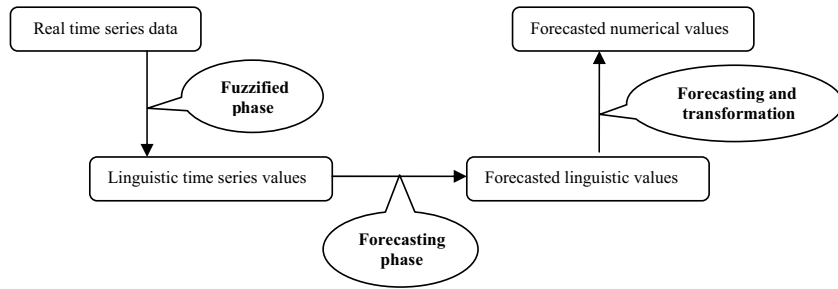 Real time series data
Forecasted numerical values
Fuzzified
phase
Forecasting and
transformation
Linguistic time series values
Forecasted linguistic values
Forecasting
phase